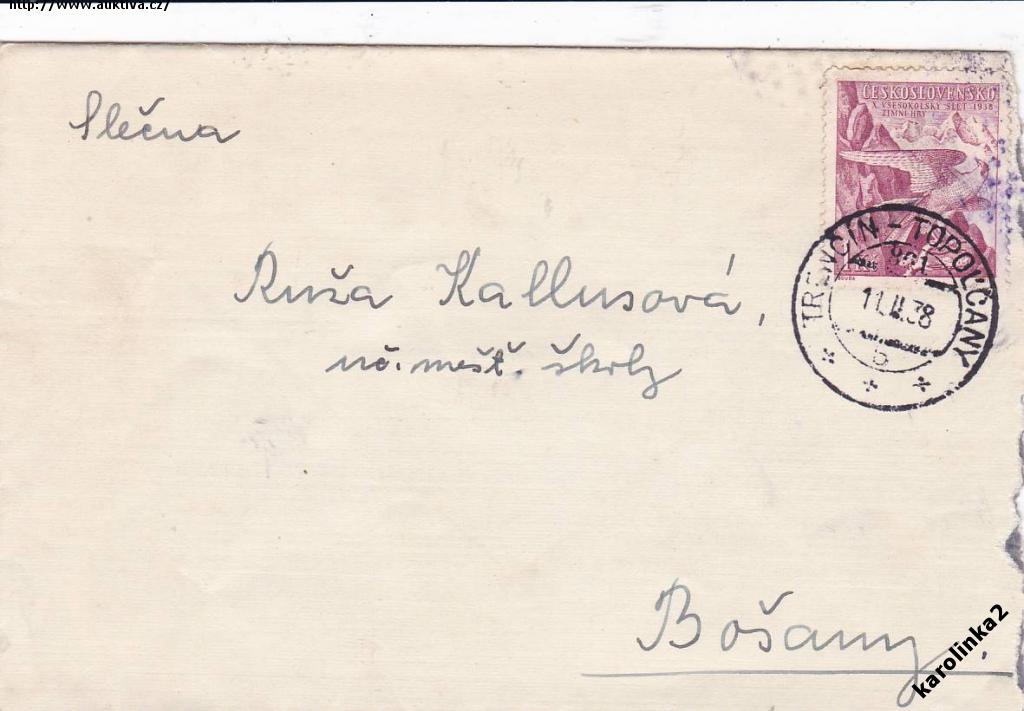 http://www.auktiva.cz/
Slečna
ČESKOSLOVENSKO
X. VŠESOKOLSKÝ SLET 1938
ZIMNÍ HRY
TRENČÍN - TOPOĽČANY
11.II.38
b
Ruža Kallusová,
uč. mešť. školy
Bošany,
karolinka2